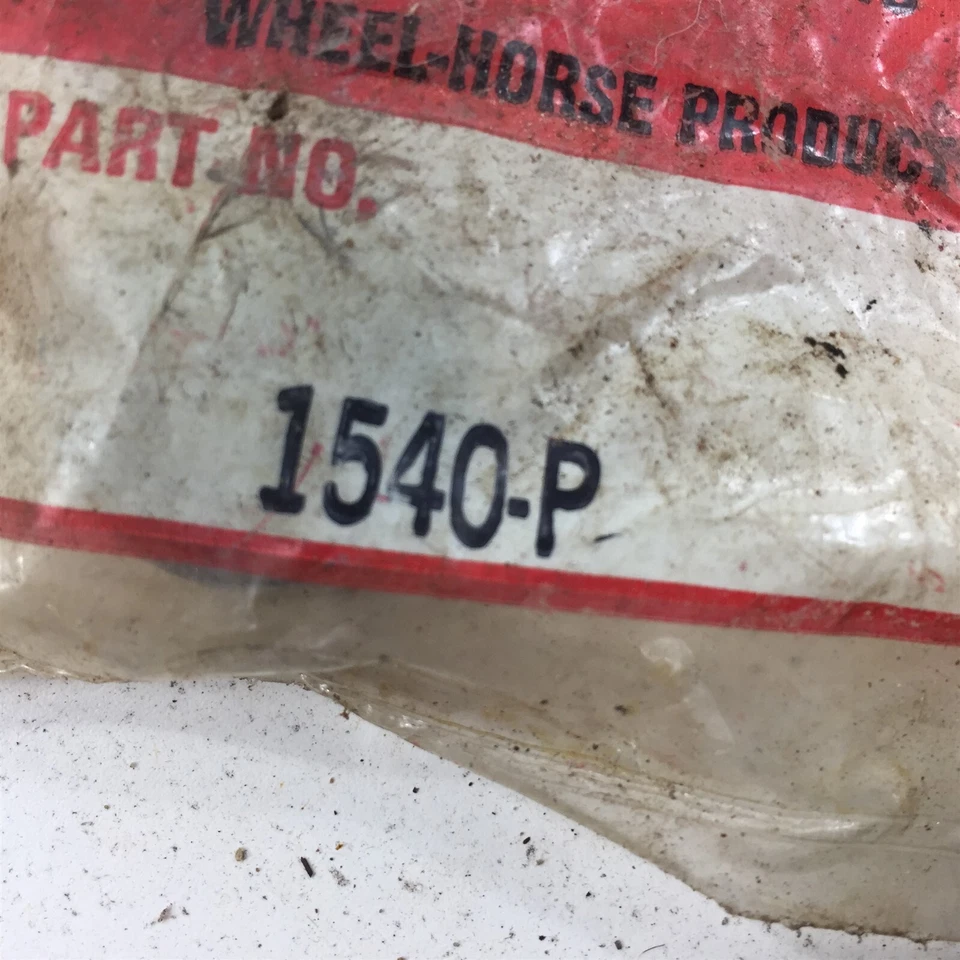 WHEEL-HORSE PRODUCT
PART NO.
1540-P